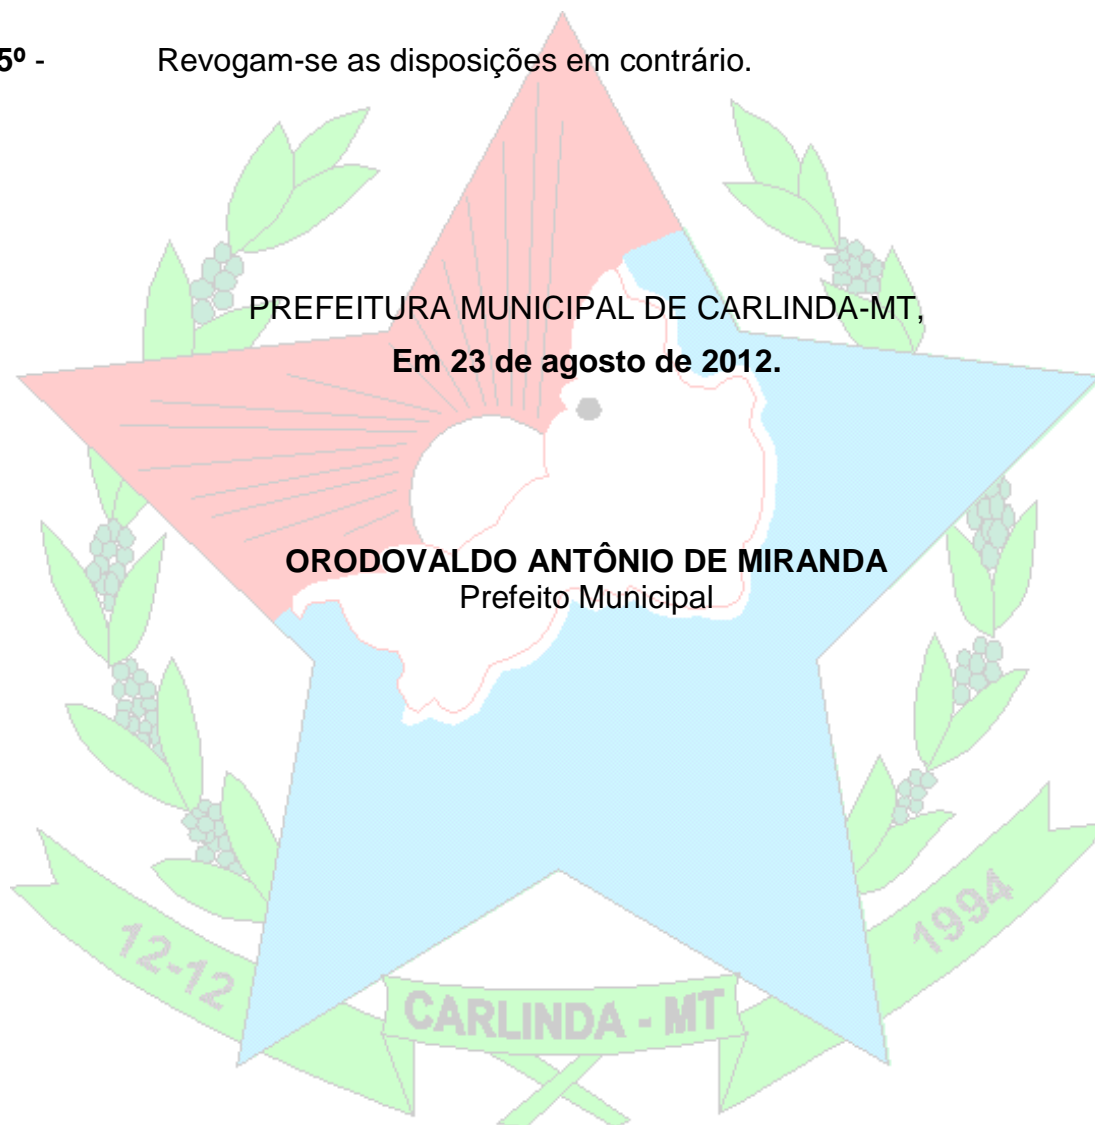 5º - Revogam-se as disposições em contrário.
PREFEITURA MUNICIPAL DE CARLINDA-MT,
Em 23 de agosto de 2012.
ORODOVALDO ANTÔNIO DE MIRANDA
Prefeito Municipal
12-12
CARLINDA - MT
1994